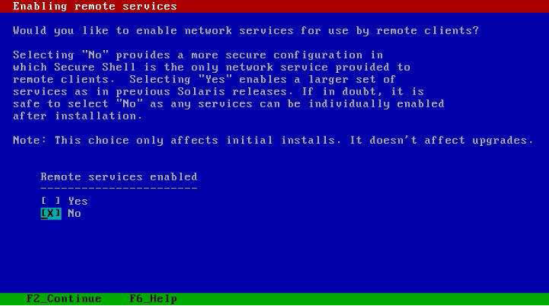 Enabling remote services
Would you like to enable network services for use by remote clients?
Selecting "No" provides a more secure configuration in
which Secure Shell is the only network service provided to
remote clients.  Selecting "Yes" enables a larger set of
services as in previous Solaris releases. If in doubt, it is
safe to select "No" as any services can be individually enabled
after installation.
Note: This choice only affects initial installs. It doesn't affect upgrades.
Remote services enabled
-----------------------
[ ] Yes
[X] No
F2_Continue    F6_Help